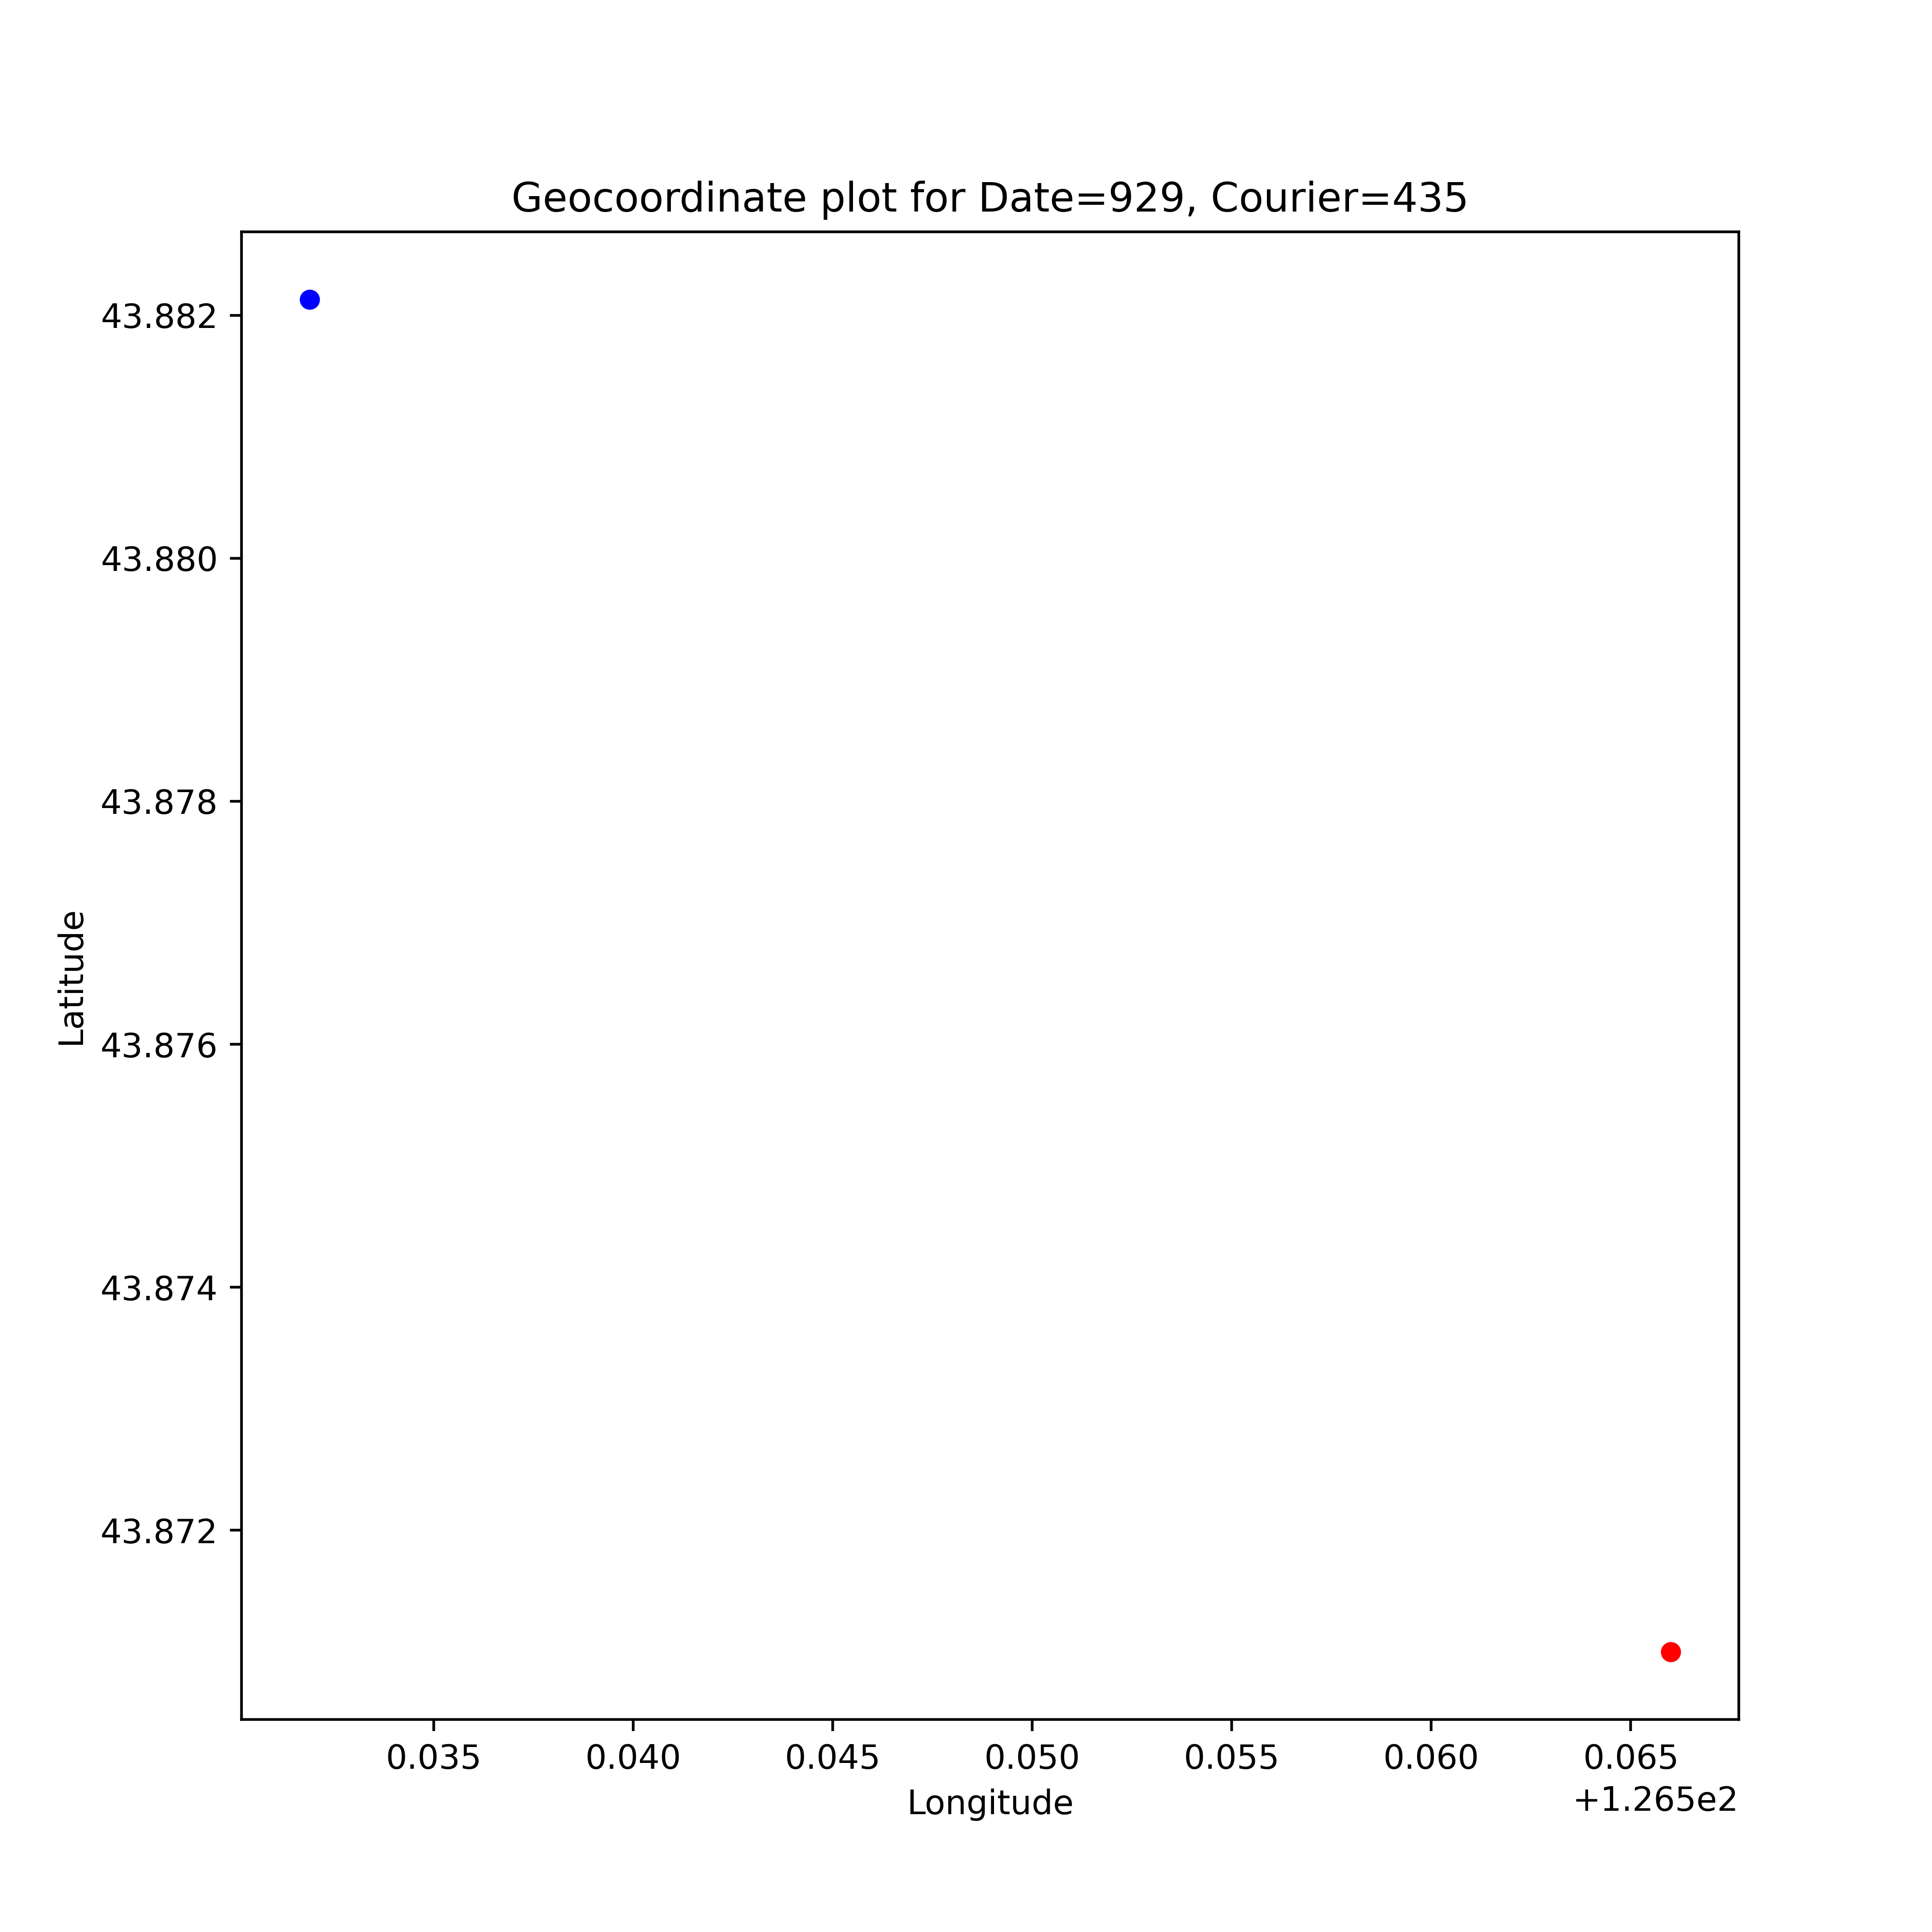 Geocoordinate plot for Date=929, Courier=435
43.882
43.880
43.878
43.876
43.874
43.872
Latitude
0.035 0.040 0.045 0.050 0.055 0.060 0.065
+1.265e2
Longitude